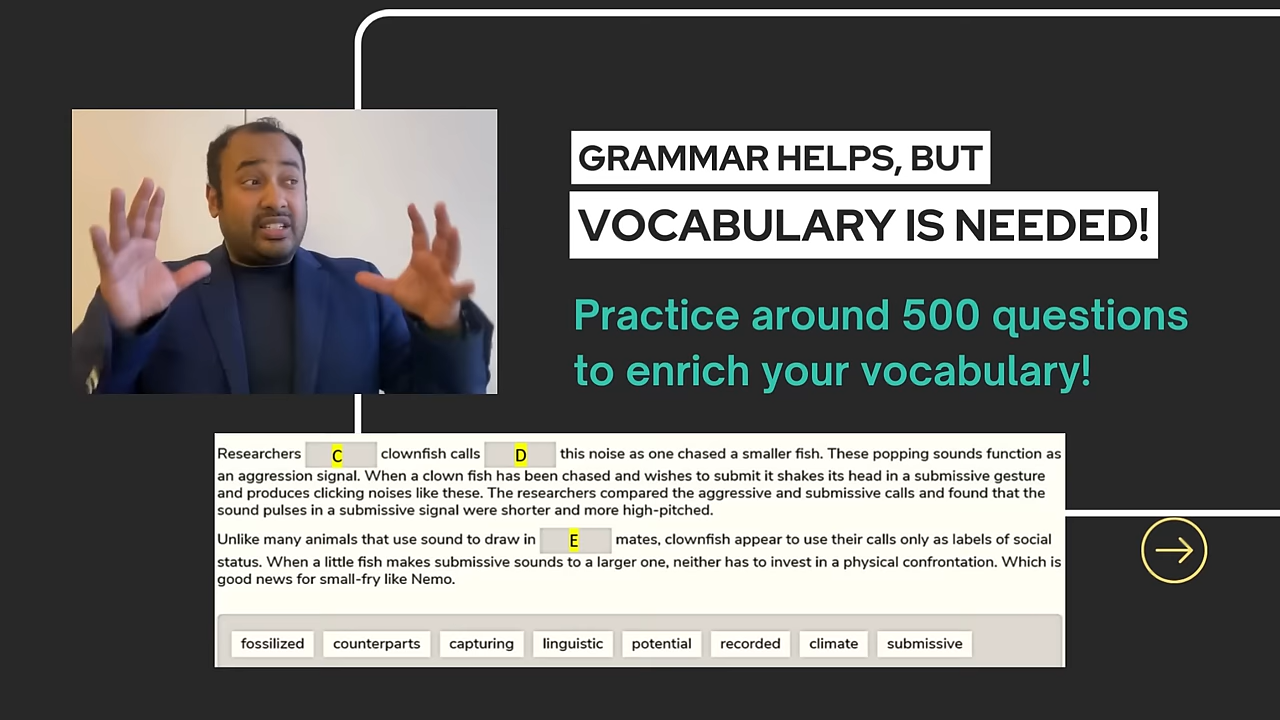 GRAMMAR HELPS, BUT
VOCABULARY IS NEEDED!
Practice around 500 questions
to enrich your vocabulary!
Researchers C clownfish calls D this noise as one chased a smaller fish. These popping sounds function as
an aggression signal. When a clown fish has been chased and wishes to submit it shakes its head in a submissive gesture
and produces clicking noises like these. The researchers compared the aggressive and submissive calls and found that the
sound pulses in a submissive signal were shorter and more high-pitched.
Unlike many animals that use sound to draw in E mates, clownfish appear to use their calls only as labels of social
status. When a little fish makes submissive sounds to a larger one, neither has to invest in a physical confrontation. Which is
good news for small-fry like Nemo.
fossilized counterparts capturing linguistic potential recorded climate submissive